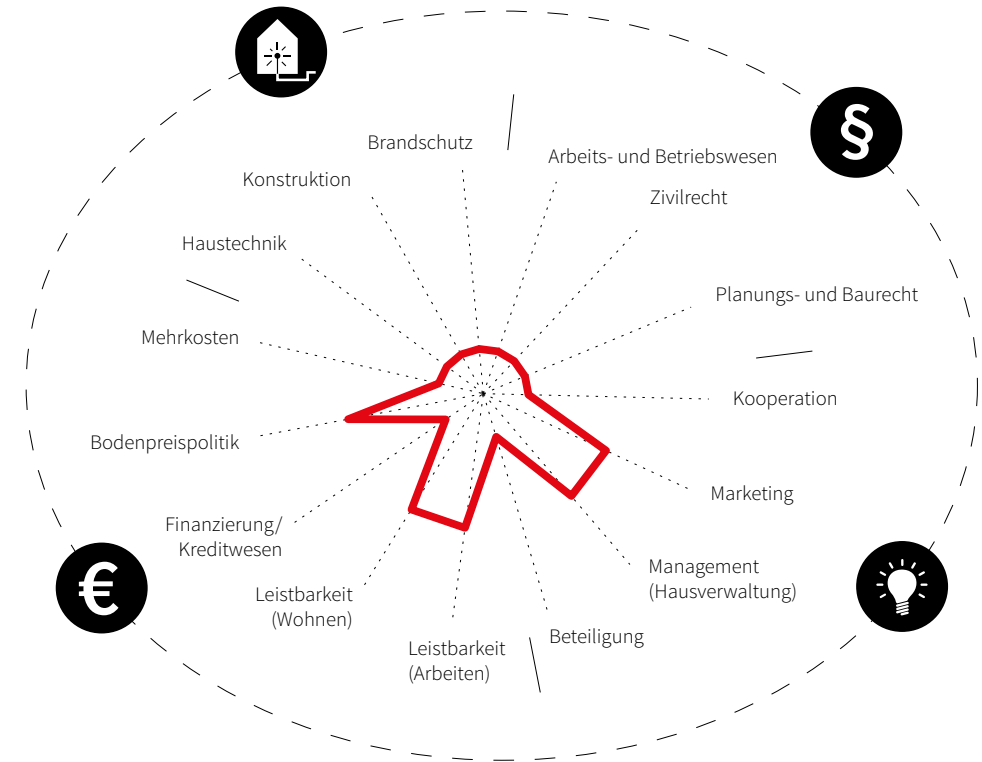 Brandschutz
Arbeits- und Betriebswesen
Konstruktion
Zivilrecht
§
Haustechnik
Planungs- und Baurecht
Mehrkosten
Kooperation
Bodenpreispolitik
Marketing
Finanzierung/
Kreditwesen
€
Management
(Hausverwaltung)
Leistbarkeit
(Wohnen)
Beteiligung
Leistbarkeit
(Arbeiten)